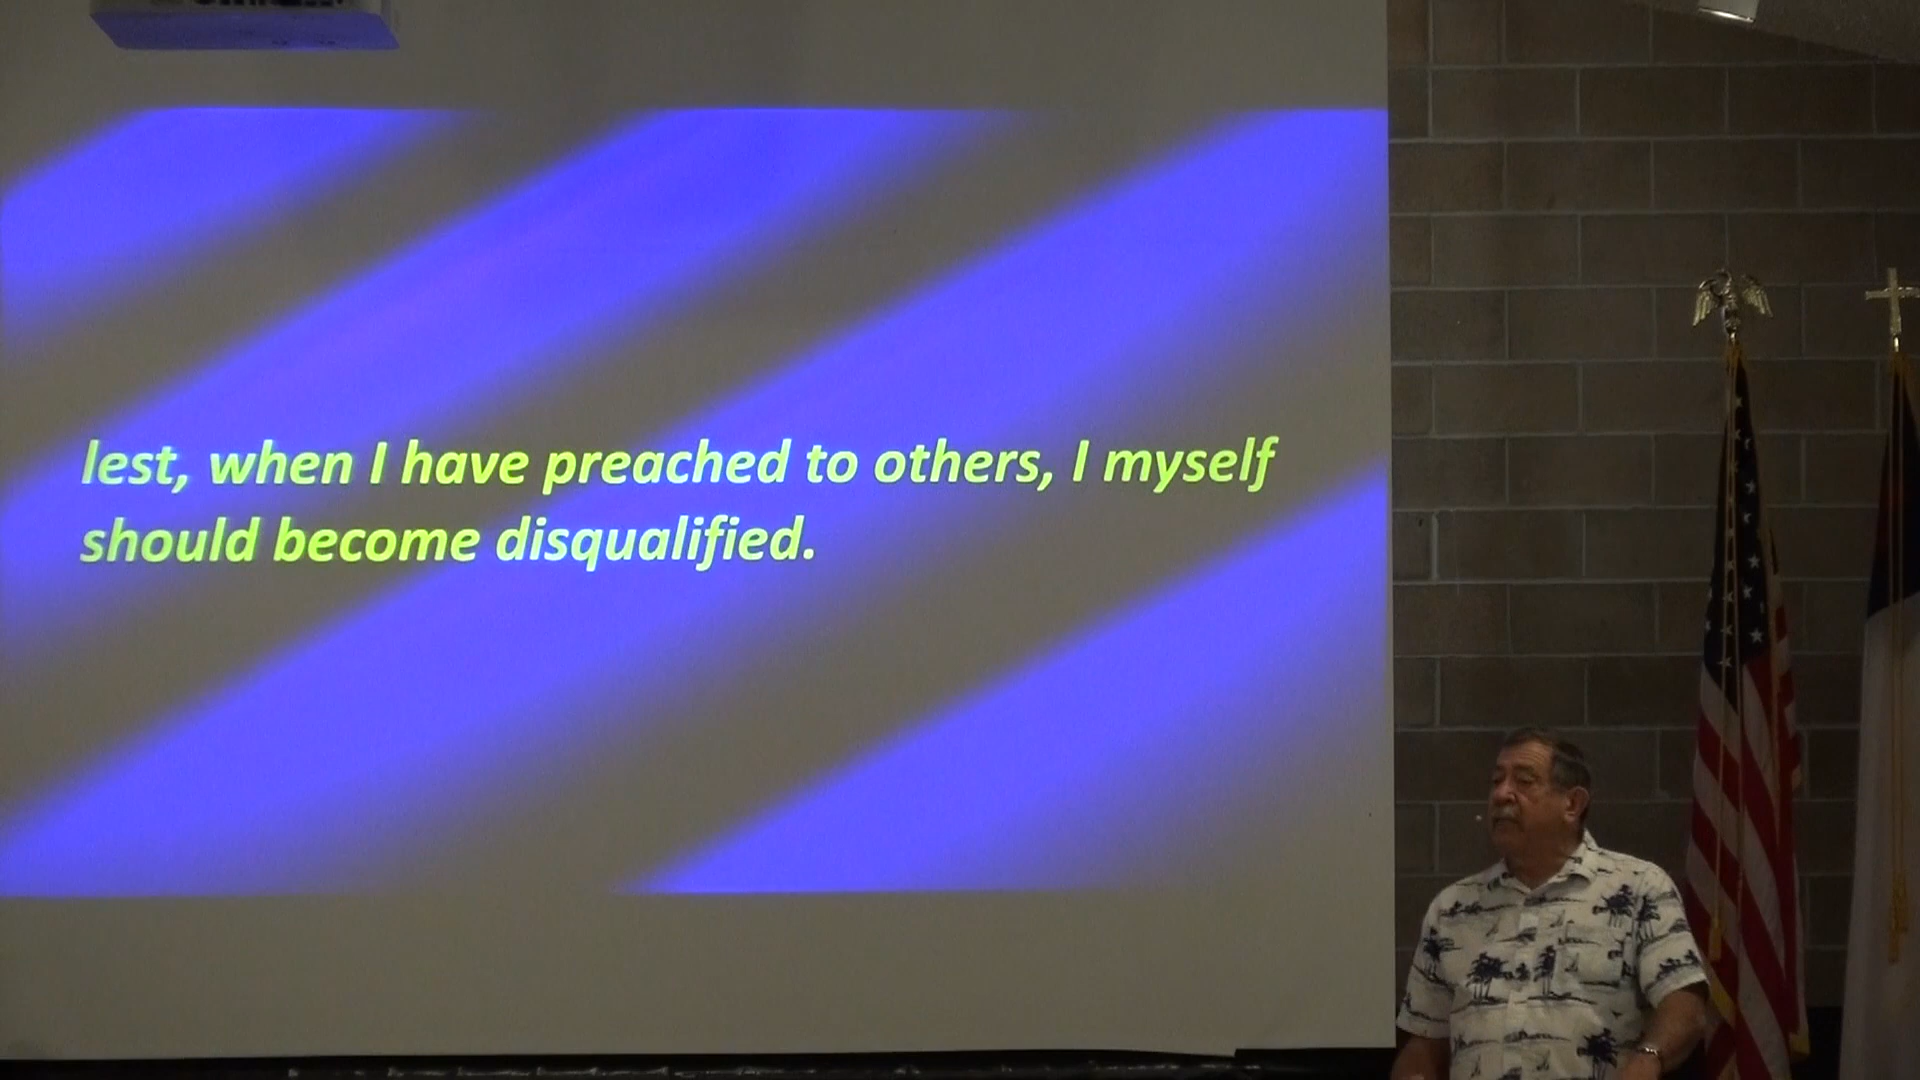 lest, when I have preached to others, I myself
should become disqualified.